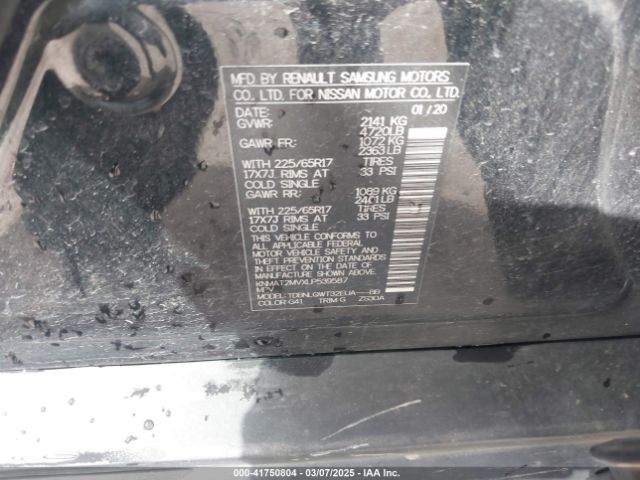 MFD BY RENAULT SAMSUNG MOTORS
CO. LTD. FOR NISSAN MOTOR CO., LTD.
DATE: 01/20
GVWR: 2141 KG
4720LB
GAWR FR: 1072 KG
2363LB
WITH 225/65R17 TIRES
17X7J RIMS AT 33 PSI
COLD SINGLE
GAWR RR: 1089 KG
2401LB
WITH 225/65R17 TIRES
17X7J RIMS AT 33 PSI
COLD SINGLE
THIS VEHICLE CONFORMS TO
ALL APPLICABLE FEDERAL
MOTOR VEHICLE SAFETY AND
THEFT PREVENTION STANDARDS
IN EFFECT ON THE DATE OF
MANUFACTURE SHOWN ABOVE.
KNMAT2MVXLP539587
MPV
MODEL: TDBNLGWT32EUA---BB
COLOR: G41 TRIM: G
000-41750804 — 03/07/2025 — IAA Inc.